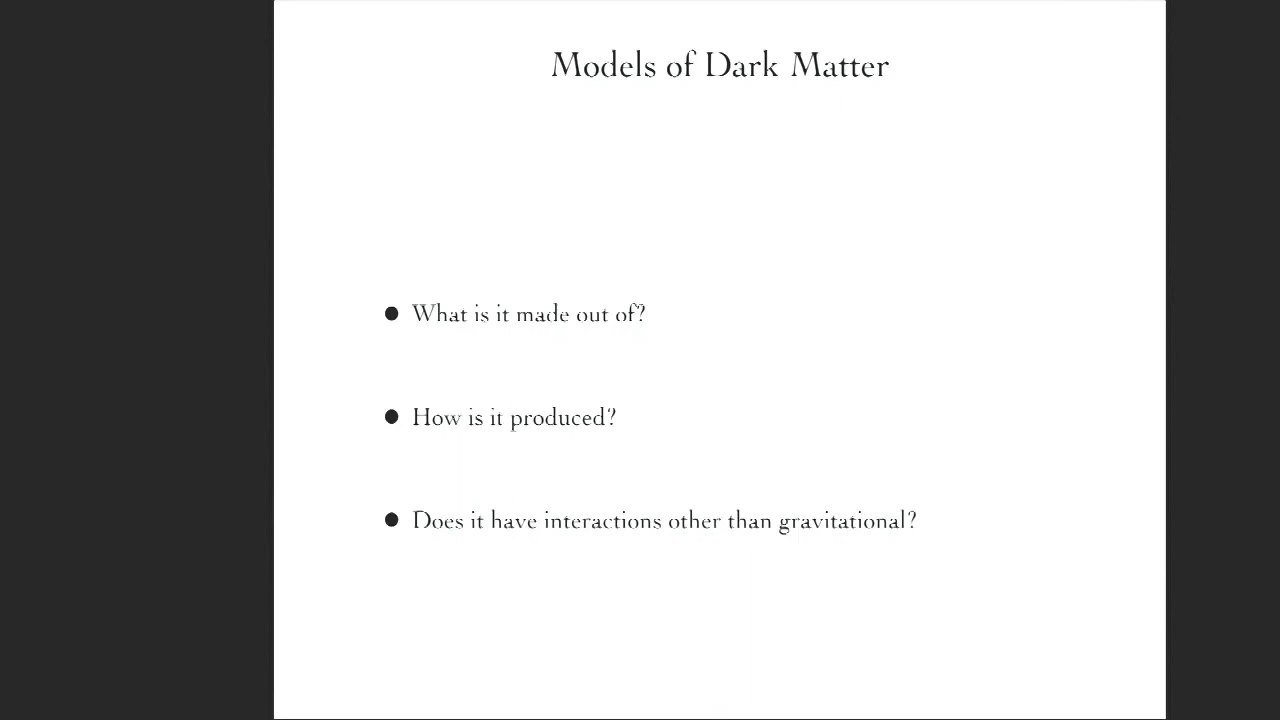 Models of Dark Matter
● What is it made out of?
● How is it produced?
● Does it have interactions other than gravitational?